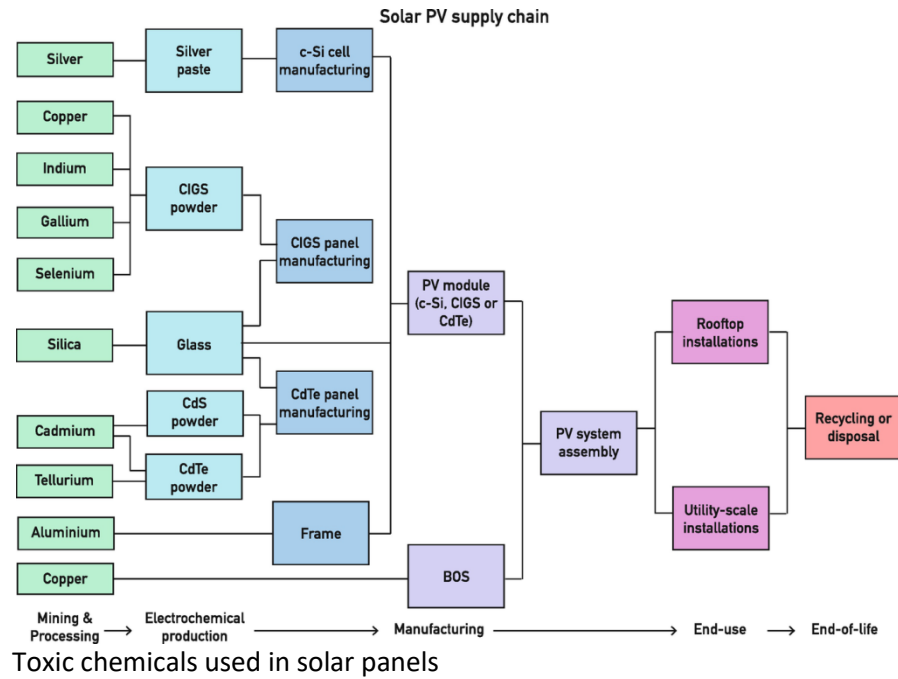 Solar PV supply chain
Silver
Silver
paste
c-Si cell
manufacturing
Copper
Indium
Gallium
Selenium
CIGS
powder
CIGS panel
manufacturing
PV module
(c-Si, CIGS or
CdTe)
Silica
Glass
CdTe panel
manufacturing
Cadmium
CdS
powder
Tellurium
CdTe
powder
Aluminium
Frame
Copper
BOS
PV system
assembly
Rooftop
installations
Utility-scale
installations
Recycling or
disposal
Mining &
Processing
Electrochemical
production
Manufacturing
End-use
End-of-life
Toxic chemicals used in solar panels